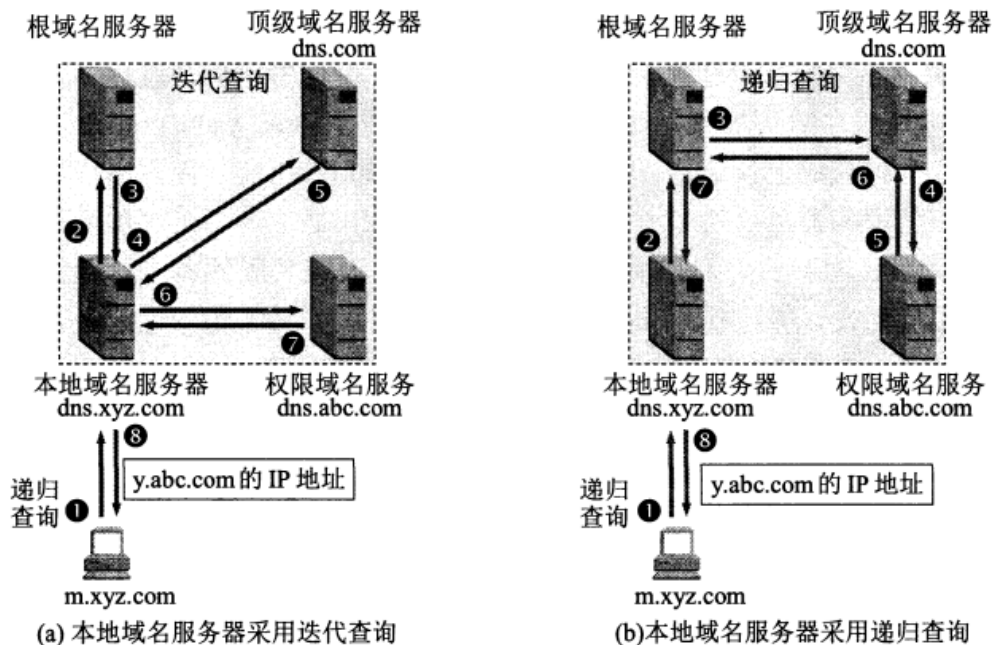 根域名服务器
顶级域名服务器
dns.com
迭代查询
❸
❺
❷
❹
❻
❼
本地域名服务器
dns.xyz.com
权限域名服务
dns.abc.com
❽
y.abc.com 的 IP 地址
递归
查询
❶
m.xyz.com
(a) 本地域名服务器采用迭代查询
根域名服务器
顶级域名服务器
dns.com
递归查询
❸
❻
❼
❹
❷
❺
本地域名服务器
dns.xyz.com
权限域名服务
dns.abc.com
❽
y.abc.com 的 IP 地址
递归
查询
❶
m.xyz.com
(b)本地域名服务器采用递归查询